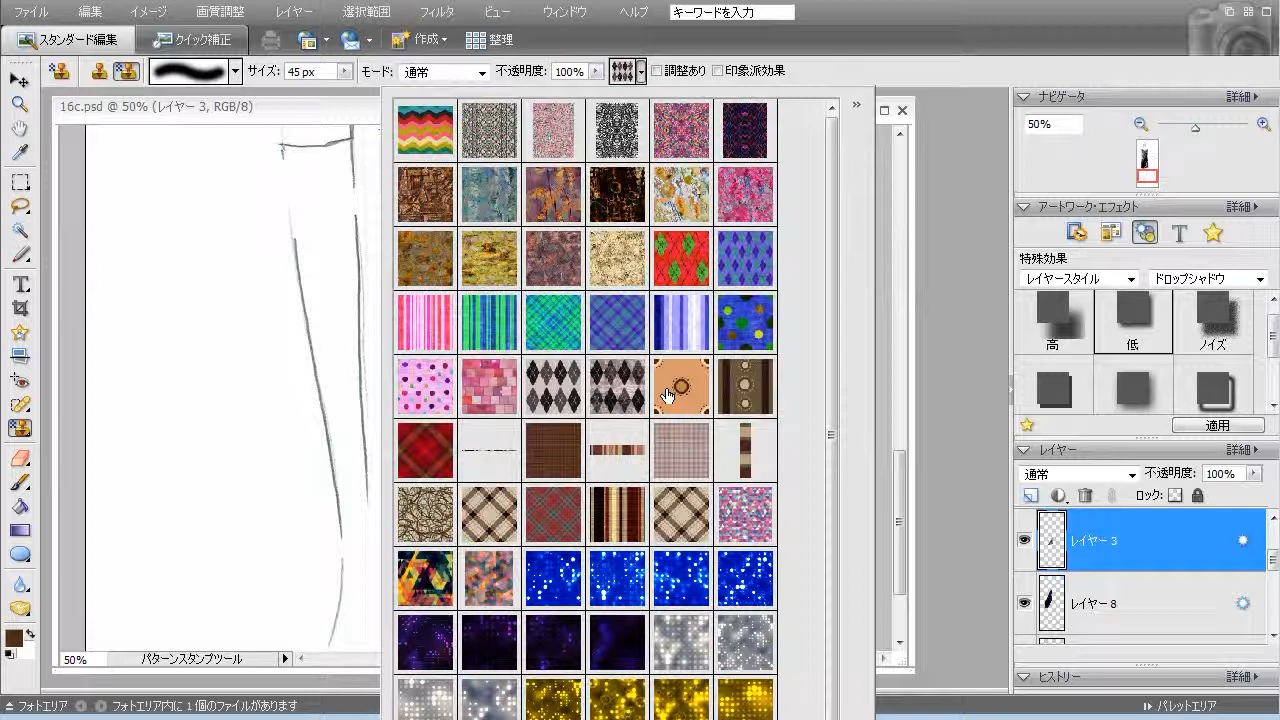 ファイル 編集 イメージ 画質調整 レイヤー 選択範囲 フィルタ ビュー ウィンドウ ヘルプ キーワードを入力
スタンダード編集 クイック補正 作成 整理
サイズ: 45 px モード: 通常 不透明度: 100% 調整あり 印象派効果
16c.psd @ 50% (レイヤー 3, RGB/8)
ナビゲータ 詳細
50%
アートワーク・エフェクト 詳細
特殊効果
レイヤースタイル ドロップシャドウ
高 低 ノイズ
適用
レイヤー 詳細
通常 不透明度: 100%
ロック:
レイヤー 3
レイヤー 8
50% パターンスタンプツール
ヒストリー 詳細
フォトエリア フォトエリア内に 1 個のファイルがあります パレットエリア